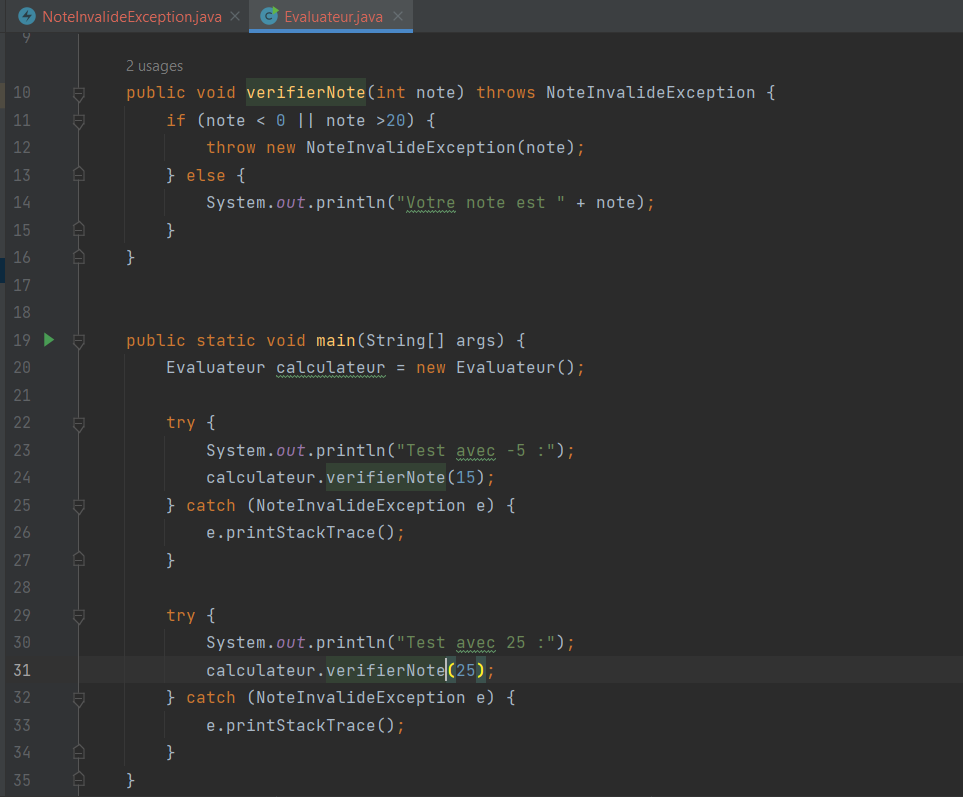 NoteInvalideException.java Evaluateur.java
9
2 usages
10 public void verifierNote(int note) throws NoteInvalideException {
11 if (note < 0 || note >20) {
12 throw new NoteInvalideException(note);
13 } else {
14 System.out.println("Votre note est " + note);
15 }
16 }
17
18
19 public static void main(String[] args) {
20 Evaluateur calculateur = new Evaluateur();
21
22 try {
23 System.out.println("Test avec -5 :");
24 calculateur.verifierNote(15);
25 } catch (NoteInvalideException e) {
26 e.printStackTrace();
27 }
28
29 try {
30 System.out.println("Test avec 25 :");
31 calculateur.verifierNote(25);
32 } catch (NoteInvalideException e) {
33 e.printStackTrace();
34 }
35 }